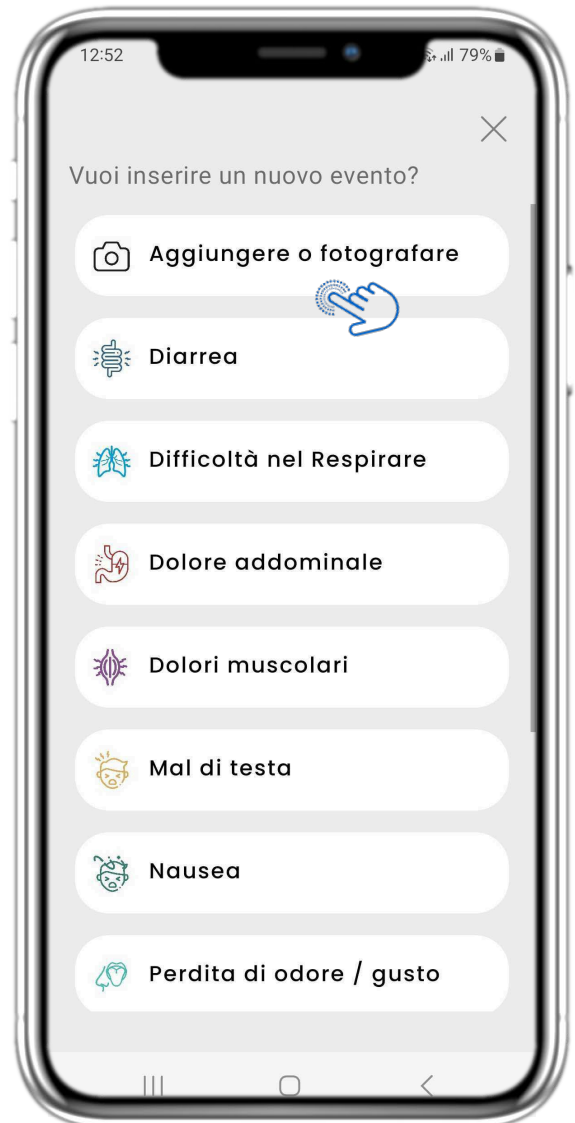 12:52
79%
Vuoi inserire un nuovo evento?
Aggiungere o fotografare
Diarrea
Difficoltà nel Respirare
Dolore addominale
Dolori muscolari
Mal di testa
Nausea
Perdita di odore / gusto